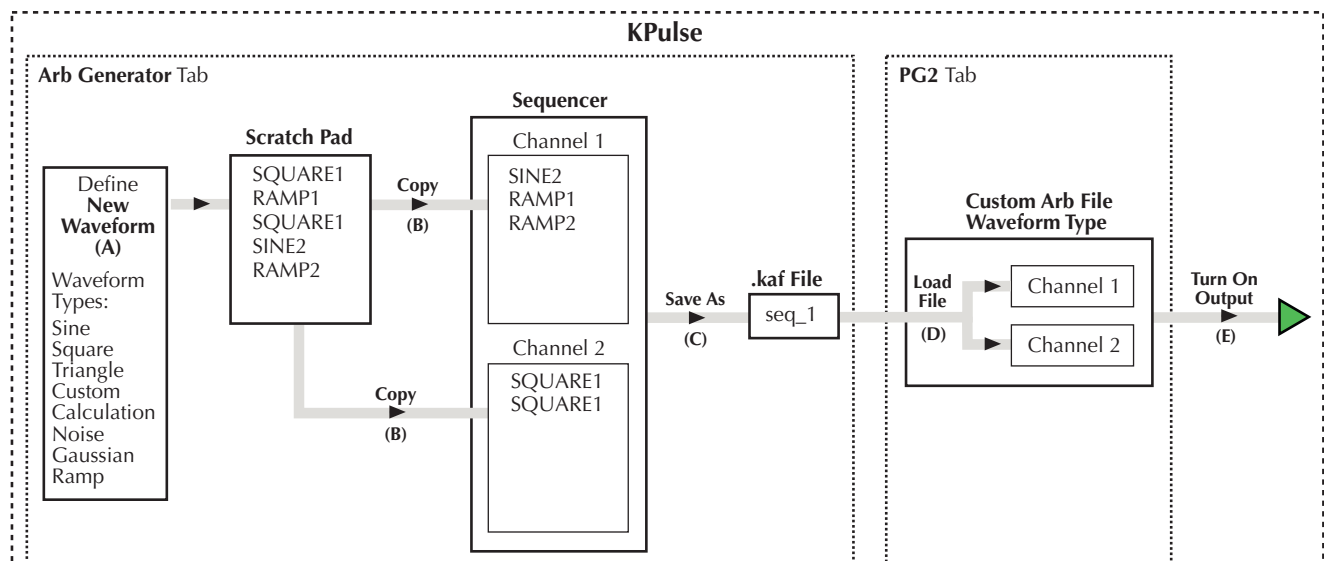 KPulse
Arb Generator Tab
Define
New
Waveform
(A)
Waveform
Types:
Sine
Square
Triangle
Custom
Calculation
Noise
Gaussian
Ramp
Scratch Pad
SQUARE1
RAMP1
SQUARE1
SINE2
RAMP2
Copy
(B)
Copy
(B)
Sequencer
Channel 1
SINE2
RAMP1
RAMP2
Channel 2
SQUARE1
SQUARE1
Save As
(C)
.kaf File
seq_1
PG2 Tab
Custom Arb File
Waveform Type
Load
File
(D)
Channel 1
Channel 2
Turn On
Output
(E)